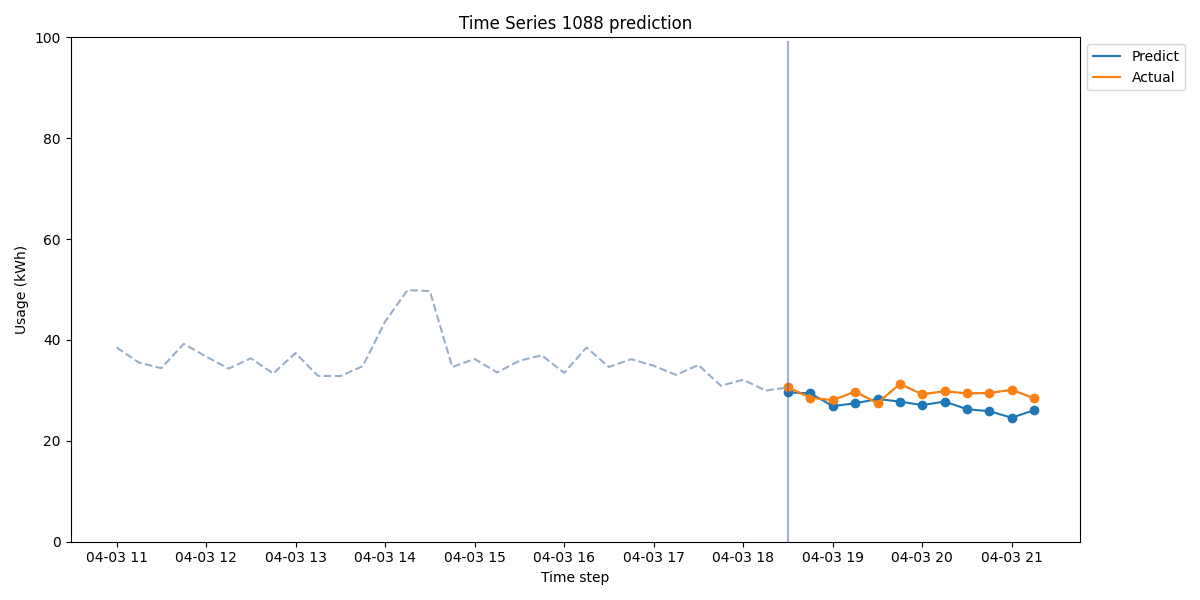 Time Series 1088 prediction
100
80
60
40
20
0
Usage (kWh)
04-03 11 04-03 12 04-03 13 04-03 14 04-03 15 04-03 16 04-03 17 04-03 18 04-03 19 04-03 20 04-03 21
Time step
Predict
Actual